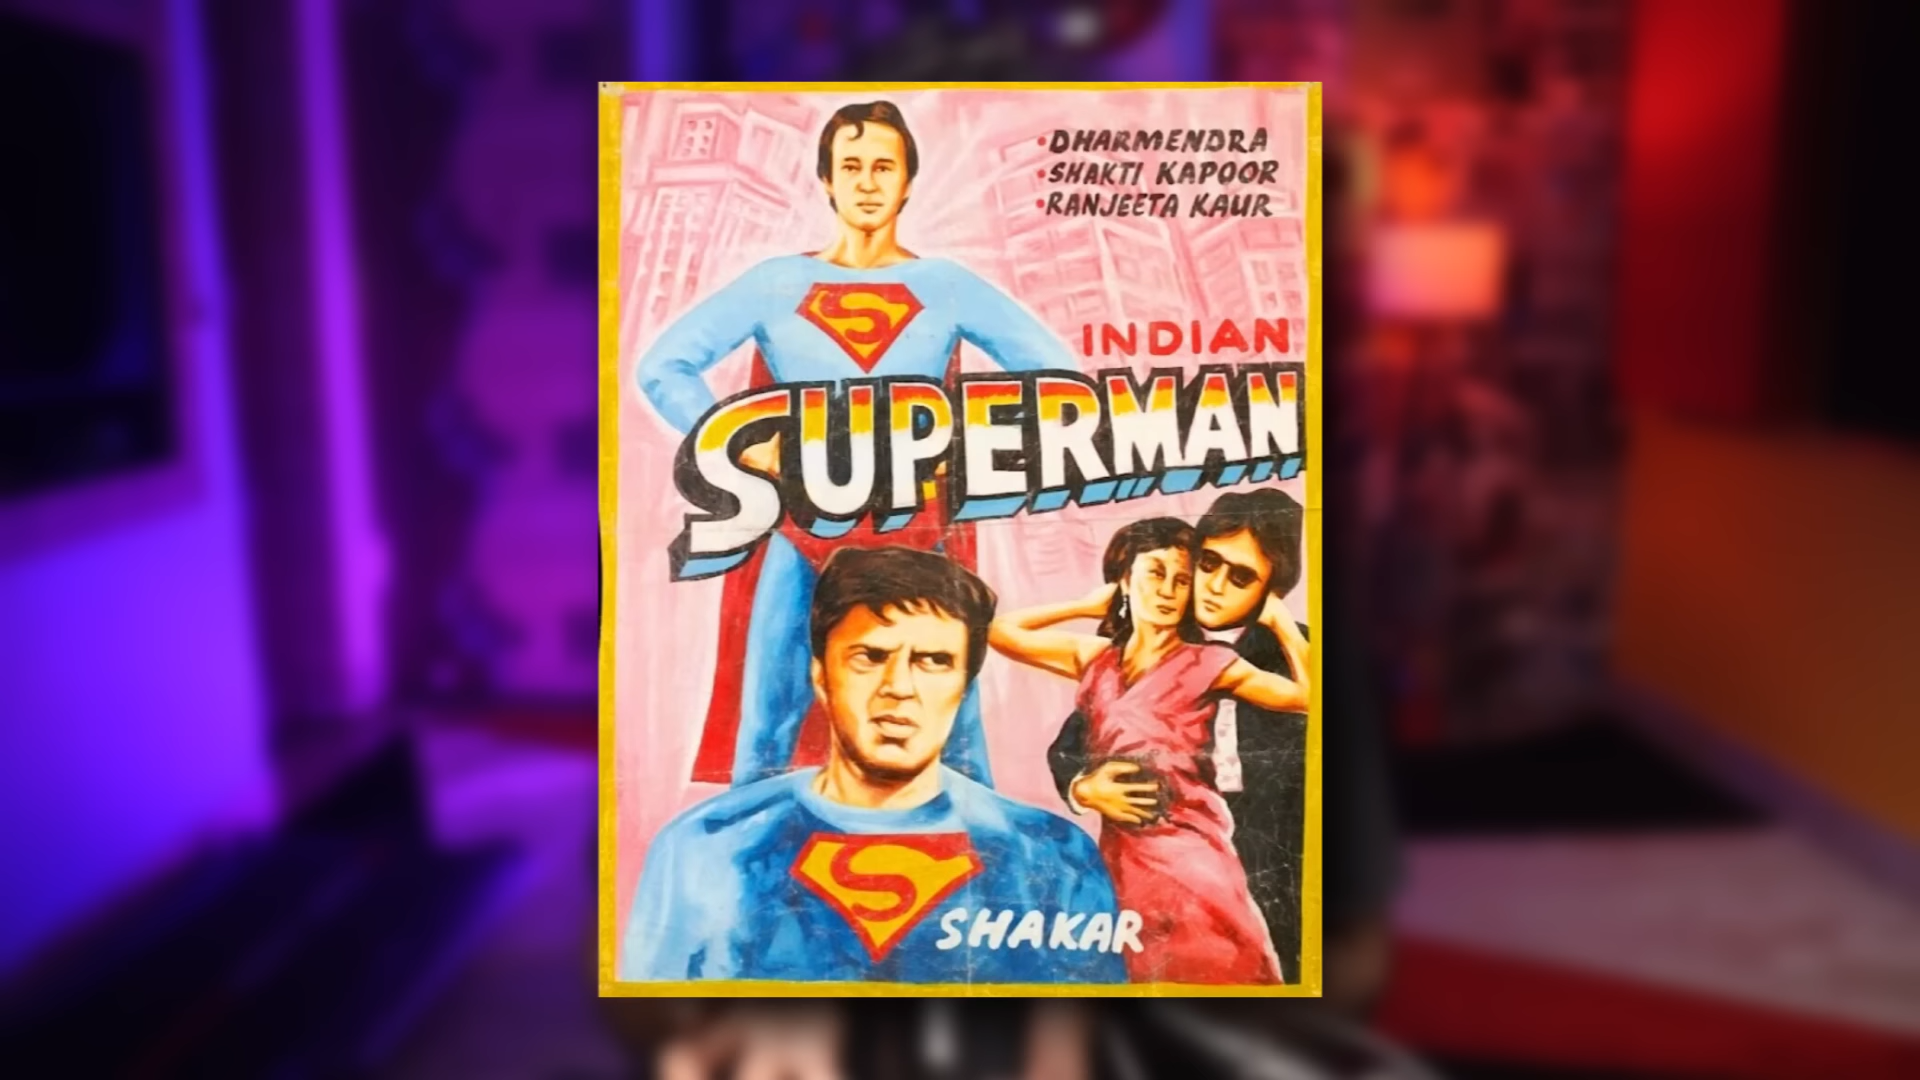 •DHARMENDRA
•SHAKTI KAPOOR
•RANJEETA KAUR
S
INDIAN
SUPERMAN
S
SHAKAR